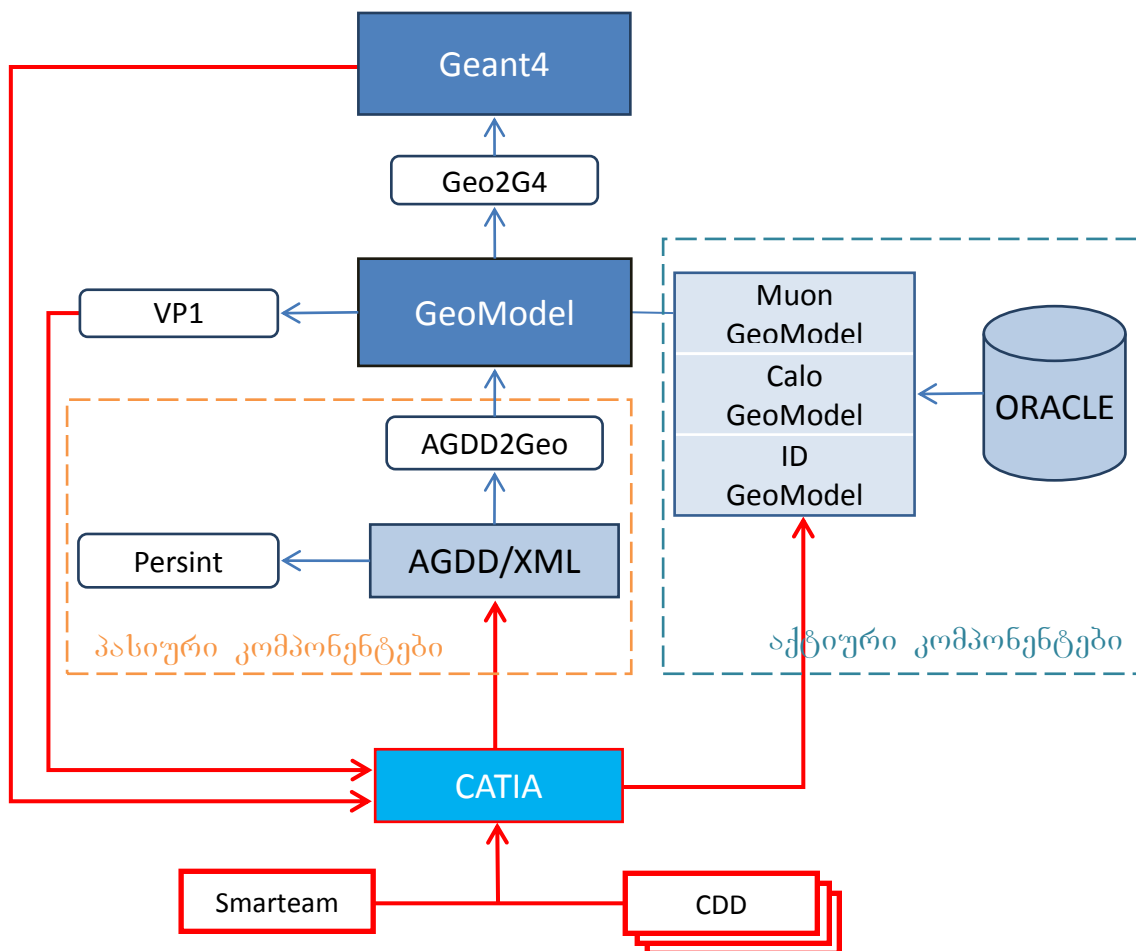 Geant4
Geo2G4
VP1
GeoModel
Muon
GeoModel
Calo
GeoModel
ID
GeoModel
ORACLE
AGDD2Geo
Persint
AGDD/XML
პასიური კომპონენტები
აქტიური კომპონენტები
CATIA
Smarteam
CDD